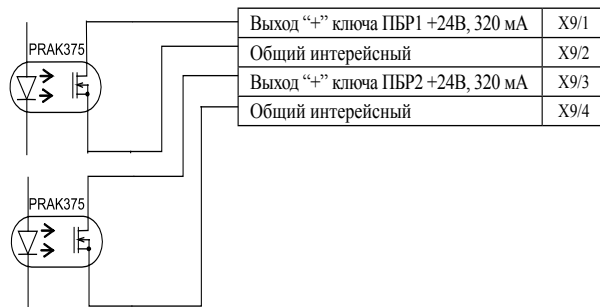 Выход “+” ключа ПБР1 +24В, 320 мА X9/1
PRAK375
Общий интерейсный X9/2
Выход “+” ключа ПБР2 +24В, 320 мА X9/3
Общий интерейсный X9/4
PRAK375